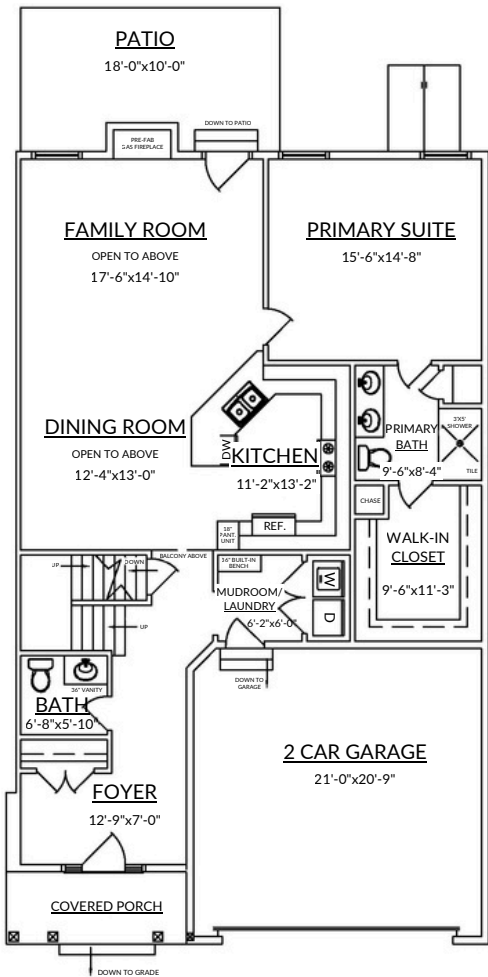 PATIO
18'-0"x10'-0"
DOWN TO PATIO
PRE-FAB
GAS FIREPLACE
FAMILY ROOM
OPEN TO ABOVE
17'-6"x14'-10"
PRIMARY SUITE
15'-6"x14'-8"
DINING ROOM
OPEN TO ABOVE
12'-4"x13'-0"
DW
KITCHEN
11'-2"x13'-2"
PRIMARY
BATH
9'-6"x8'-4"
3'X5'
SHOWER
TILE
18"
PANT.
UNIT
REF.
CHASE
WALK-IN
CLOSET
9'-6"x11'-3"
BALCONY ABOVE
UP
DOWN
36" BUILT-IN
BENCH
MUDROOM/
LAUNDRY
6'-2"x6'-0"
W
D
UP
DOWN TO
GARAGE
36" VANITY
BATH
6'-8"x5'-10"
2 CAR GARAGE
21'-0"x20'-9"
FOYER
12'-9"x7'-0"
COVERED PORCH
DOWN TO GRADE